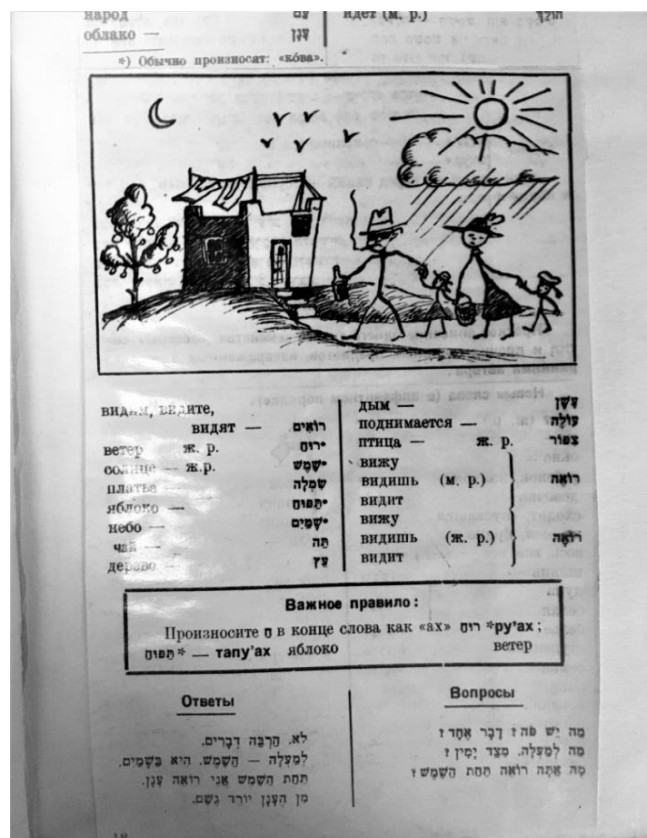 народ — עַם
облако — עָנָן
идет (м. р.) הוֹלֵךְ
*) Обычно произносят: «ко́ва».
видим, видите,
видят — רוֹאִים
ветер ж. р. רוּחַ*
солнце — ж.р. שֶׁמֶשׁ*
платье — שִׂמְלָה
яблоко — תַּפּוּחַ*
небо — שָׁמַיִם*
чай — תֵּה
дерево — עֵץ
дым — עָשָׁן
поднимается — עוֹלָה
птица — ж. р. צִפּוֹר
вижу
видишь (м. р.) רוֹאֶה
видит
вижу
видишь (ж. р.) רוֹאָה
видит
Важное правило:
Произносите ח в конце слова как «ах» רוּחַ *ру'ах;
תַּפּוּחַ* — тапу'ах яблоко ветер
Вопросы
מַה יֵּשׁ פֹּה? דָּבָר אֶחָד?
מַה לְמַעְלָה, מִצַּד יָמִין?
מָה אַתָּה רוֹאֶה תַּחַת הַשֶּׁמֶשׁ?
Ответы
לֹא, הַרְבֵּה דְבָרִים.
לְמַעְלָה — הַשֶּׁמֶשׁ. הִיא בַּשָּׁמַיִם.
תַּחַת הַשֶּׁמֶשׁ אֲנִי רוֹאֶה עָנָן.
מִן הֶעָנָן יוֹרֵד גֶּשֶׁם.